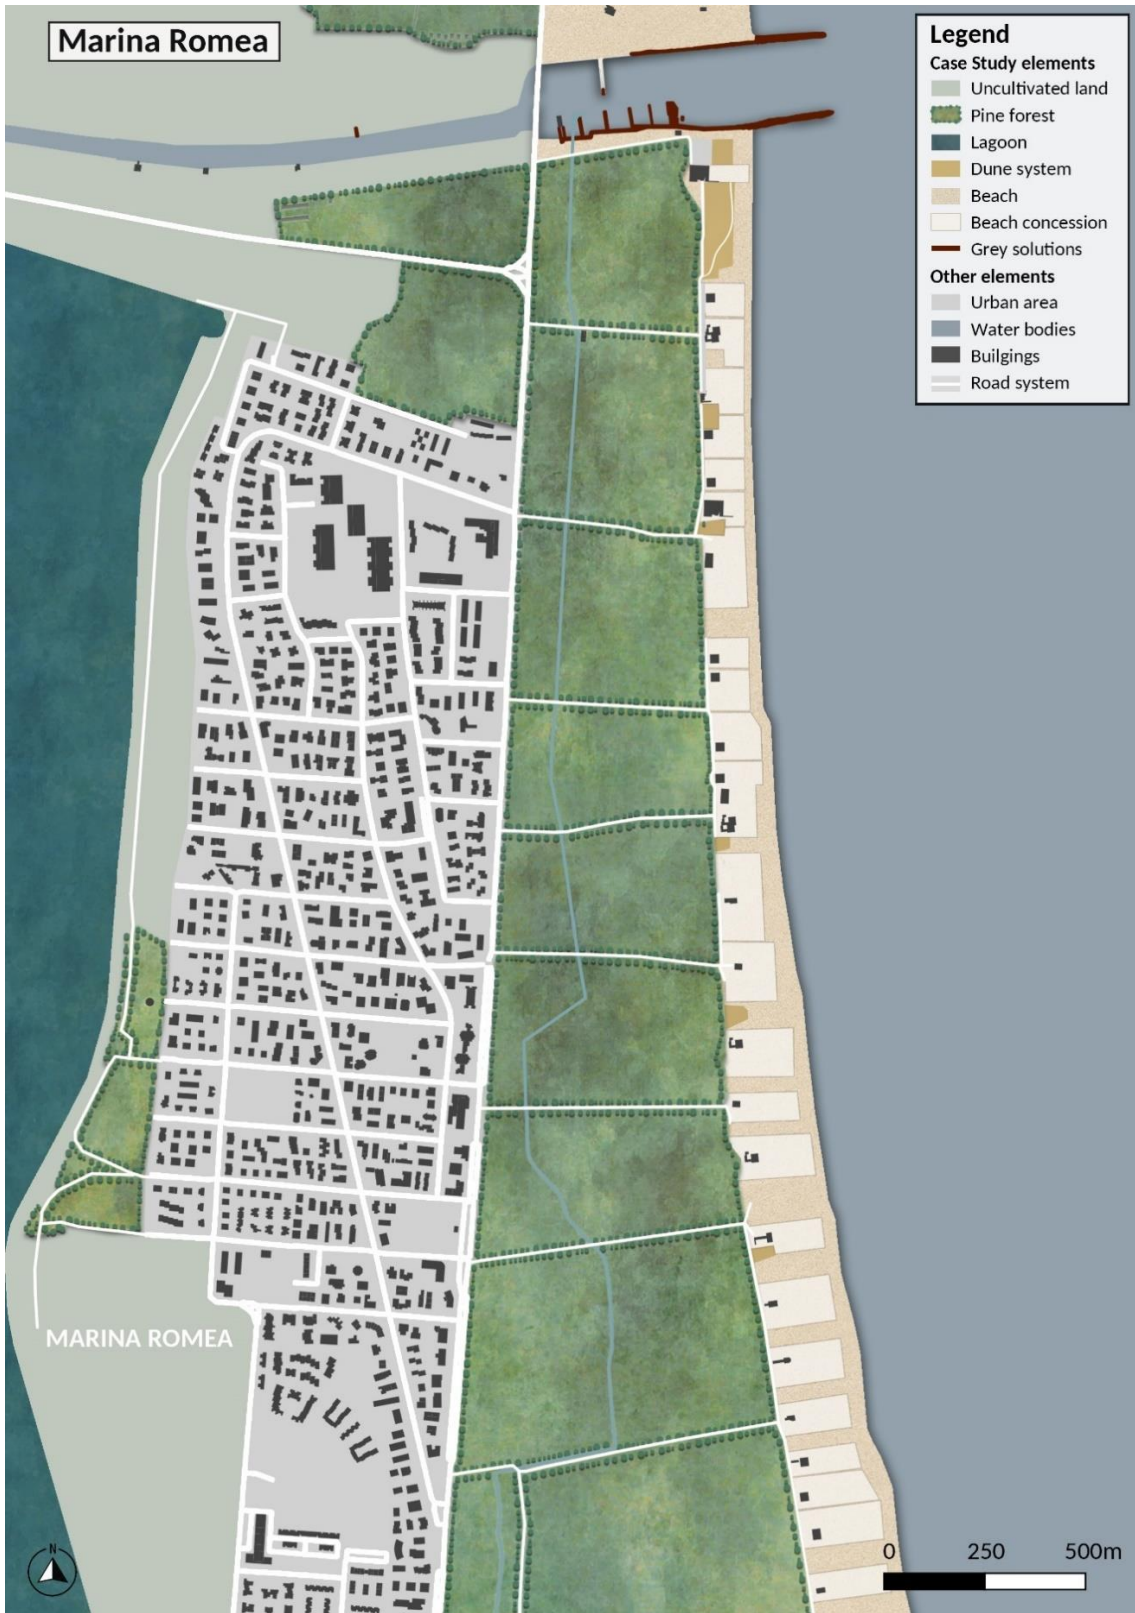 Marina Romea
Legend
Case Study elements
Uncultivated land
Pine forest
Lagoon
Dune system
Beach
Beach concession
Grey solutions
Other elements
Urban area
Water bodies
Builgings
Road system
MARINA ROMEA
N
0 250 500m